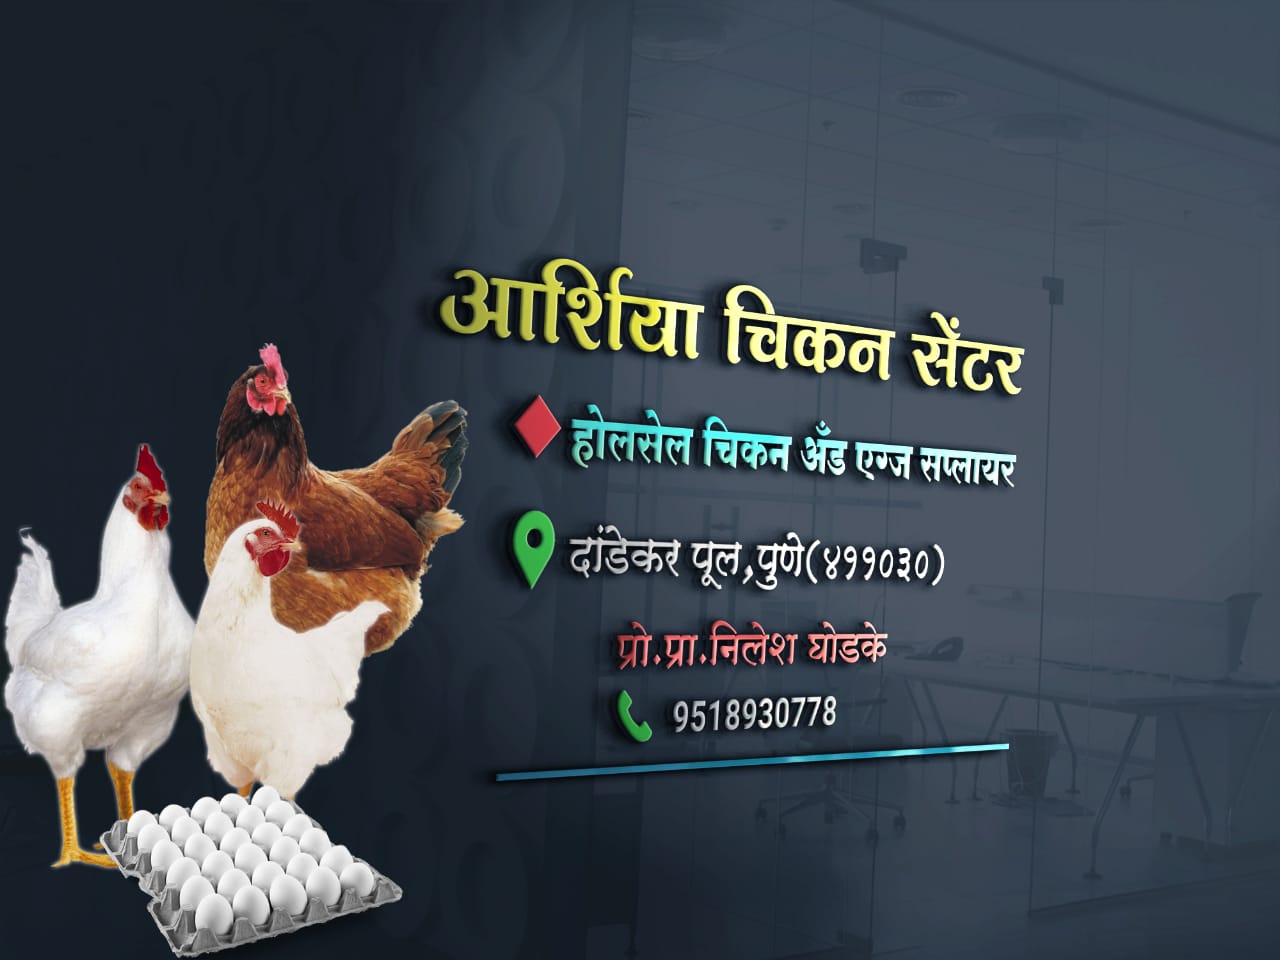 आर्शिया चिकन सेंटर
होलसेल चिकन अँड एग्ज सप्लायर
दांडेकर पूल,पुणे(४११०३०)
प्रो.प्रा.निलेश घोडके
9518930778